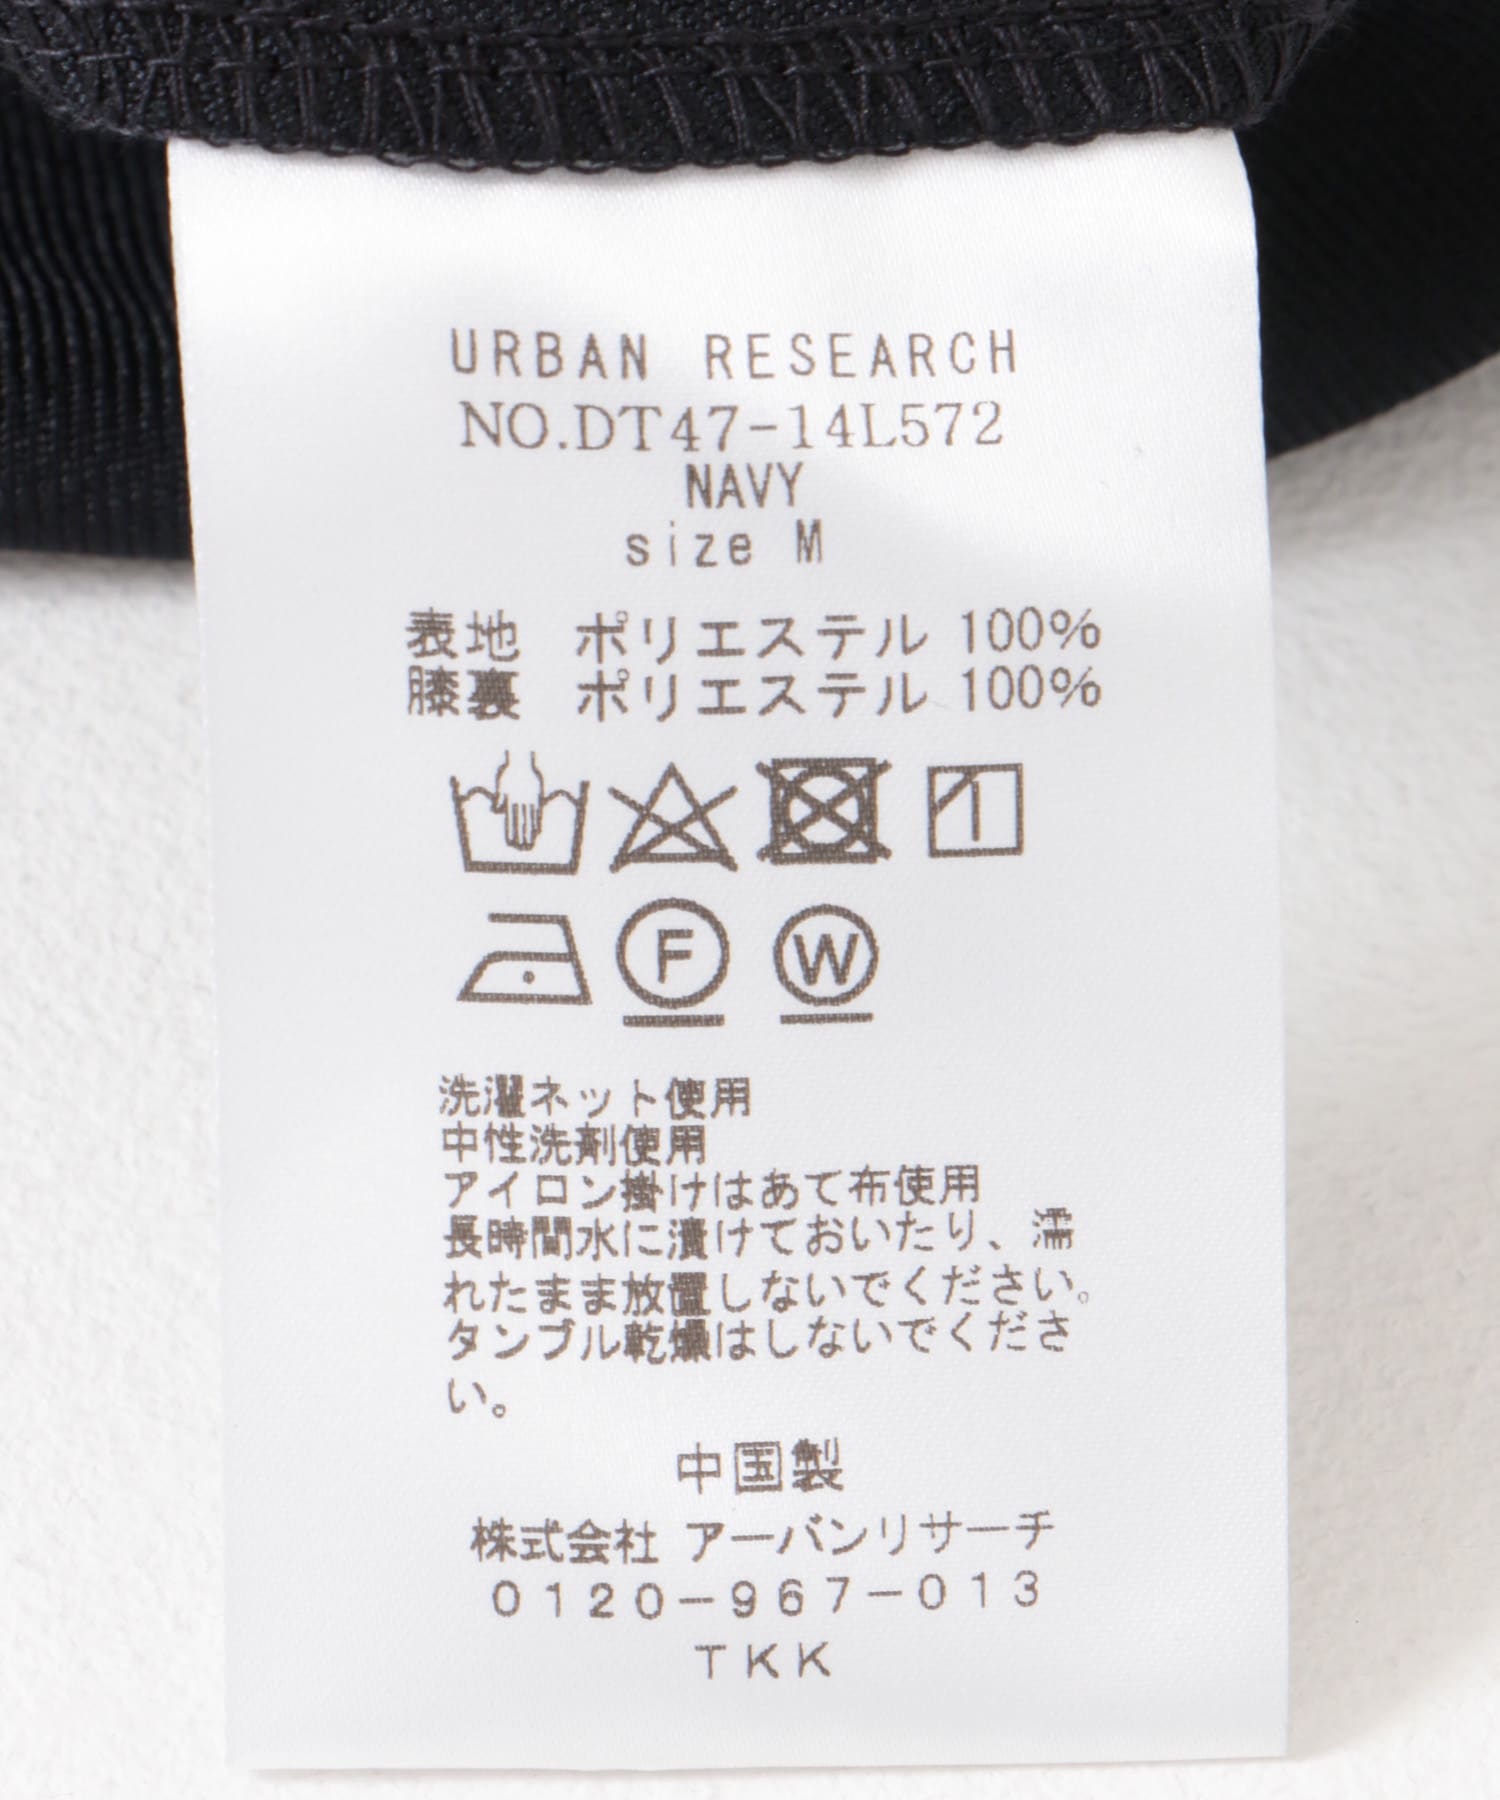 URBAN RESEARCH
NO.DT47-14L572
NAVY
size M
表地 ポリエステル 100%
膝裏 ポリエステル 100%
F W
洗濯ネット使用
中性洗剤使用
アイロン掛けはあて布使用
長時間水に漬けておいたり、濡
れたまま放置しないでください。
タンブル乾燥はしないでくださ
い。
中国製
株式会社 アーバンリサーチ
0120-967-013
TKK